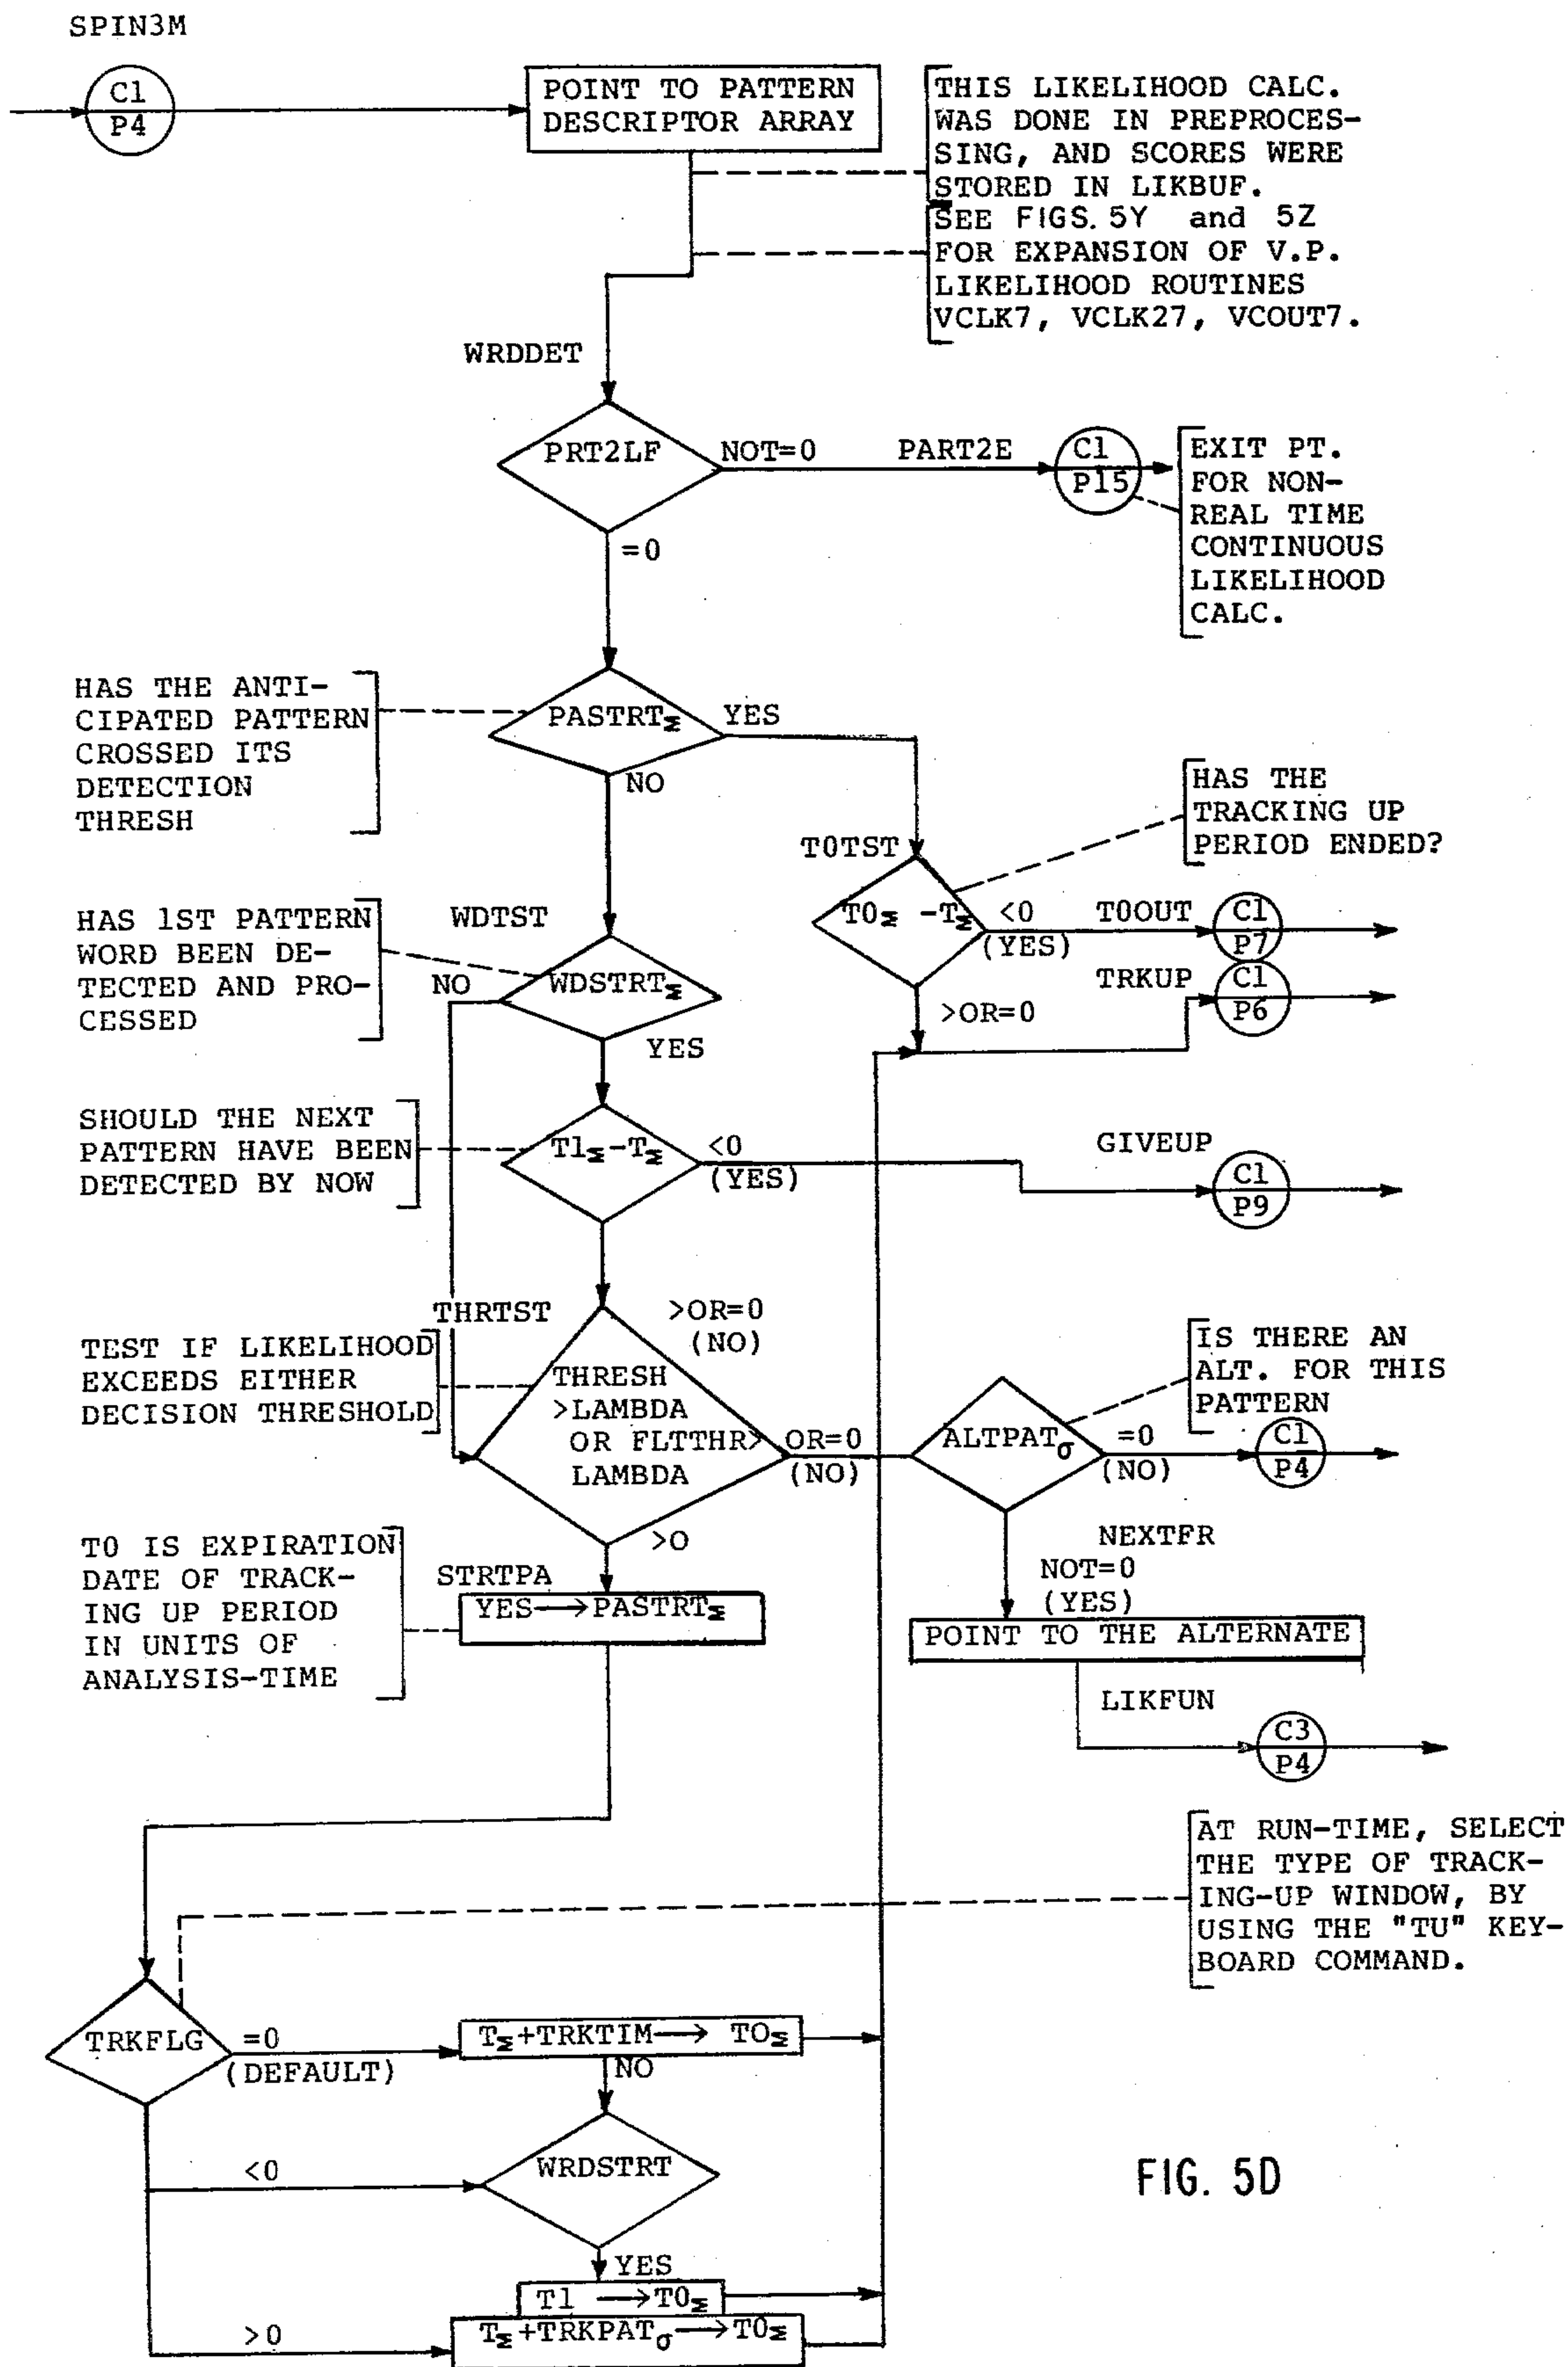 SPIN3M
C1
P4
POINT TO PATTERN
DESCRIPTOR ARRAY
THIS LIKELIHOOD CALC.
WAS DONE IN PREPROCES-
SING, AND SCORES WERE
STORED IN LIKBUF.
SEE FIGS. 5Y and 5Z
FOR EXPANSION OF V.P.
LIKELIHOOD ROUTINES
VCLK7, VCLK27, VCOUT7.
WRDDET
PRT2LF
NOT=0
PART2E
C1
P15
EXIT PT.
FOR NON-
REAL TIME
CONTINUOUS
LIKELIHOOD
CALC.
=0
HAS THE ANTI-
CIPATED PATTERN
CROSSED ITS
DETECTION
THRESH
PASTRTΣ
YES
NO
HAS THE
TRACKING UP
PERIOD ENDED?
T0TST
T0Σ -TΣ
<0
(YES)
T0OUT
C1
P7
>OR=0
TRKUP
C1
P6
HAS 1ST PATTERN
WORD BEEN DE-
TECTED AND PRO-
CESSED
WDTST
NO
WDSTRTΣ
YES
SHOULD THE NEXT
PATTERN HAVE BEEN
DETECTED BY NOW
T1Σ-TΣ
<0
(YES)
GIVEUP
C1
P9
THRTST
>OR=0
(NO)
TEST IF LIKELIHOOD
EXCEEDS EITHER
DECISION THRESHOLD
THRESH
>LAMBDA
OR FLTTHR>
LAMBDA
OR=0
(NO)
IS THERE AN
ALT. FOR THIS
PATTERN
ALTPATσ
=0
(NO)
C1
P4
>O
NEXTFR
NOT=0
(YES)
POINT TO THE ALTERNATE
LIKFUN
C3
P4
T0 IS EXPIRATION
DATE OF TRACK-
ING UP PERIOD
IN UNITS OF
ANALYSIS-TIME
STRTPA
YES→PASTRTΣ
AT RUN-TIME, SELECT
THE TYPE OF TRACK-
ING-UP WINDOW, BY
USING THE "TU" KEY-
BOARD COMMAND.
TRKFLG
=0
(DEFAULT)
TΣ+TRKTIM→ TOΣ
NO
<0
WRDSTRT
YES
T1 →T0Σ
>0
TΣ+TRKPATσ→T0Σ
FIG. 5D